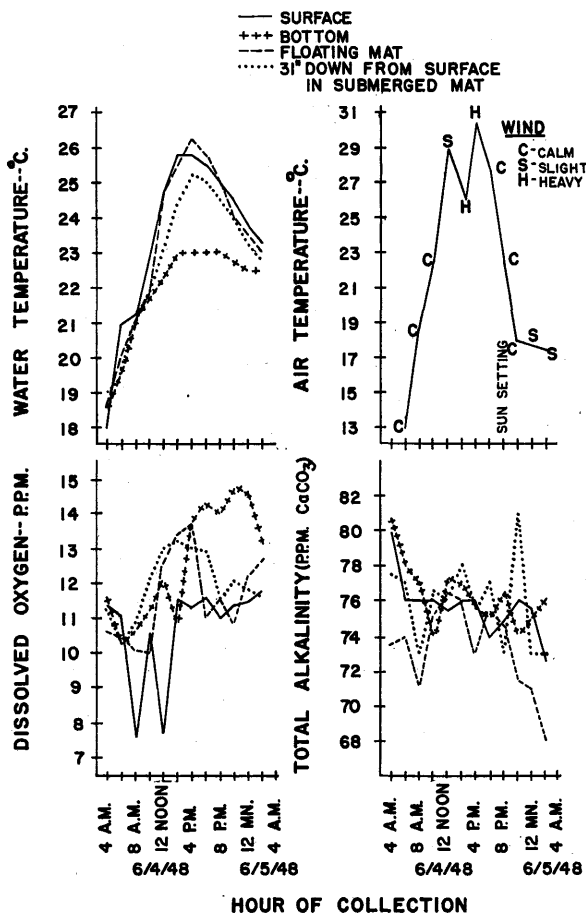 SURFACE
BOTTOM
FLOATING MAT
31" DOWN FROM SURFACE
IN SUBMERGED MAT
WATER TEMPERATURE--°C.
27
26
25
24
23
22
21
20
19
18
AIR TEMPERATURE--°C.
31
29
27
25
23
21
19
17
15
13
WIND
C-CALM
S-SLIGHT
H-HEAVY
C
C
C
S
H
H
C
C
C
S
S
SUN SETTING
DISSOLVED OXYGEN--P.P.M.
15
14
13
12
11
10
9
8
7
TOTAL ALKALINITY (P.P.M. CaCO3)
82
80
78
76
74
72
70
68
4 A.M.
8 A.M.
12 NOON
4 P.M.
8 P.M.
12 MN.
4 A.M.
6/4/48
6/5/48
4 A.M.
8 A.M.
12 NOON
4 P.M.
8 P.M.
12 MN.
4 A.M.
6/4/48
6/5/48
HOUR OF COLLECTION